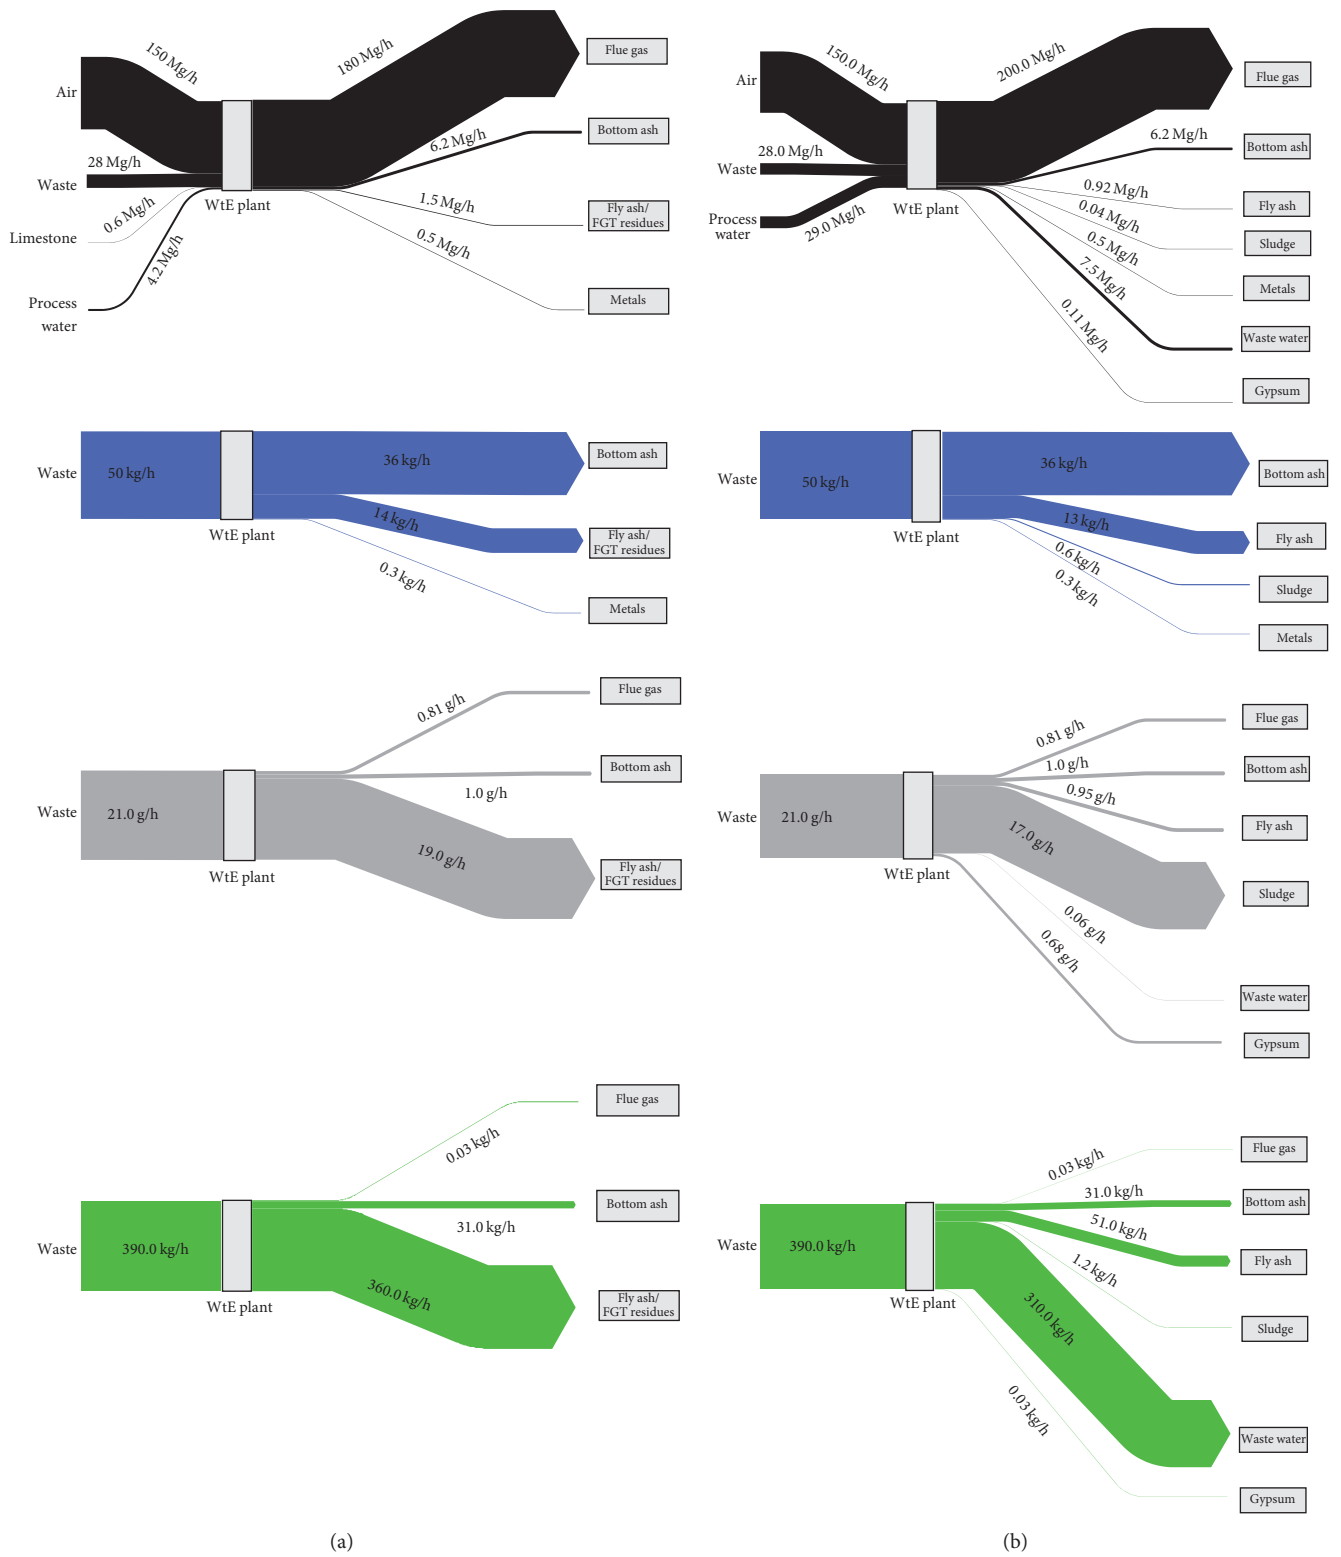 Air
150 Mg/h
180 Mg/h
Flue gas
28 Mg/h
Waste
6.2 Mg/h
Bottom ash
WtE plant
0.6 Mg/h
Limestone
1.5 Mg/h
Fly ash/
FGT residues
4.2 Mg/h
Process
water
0.5 Mg/h
Metals
Waste
50 kg/h
36 kg/h
Bottom ash
WtE plant
14 kg/h
Fly ash/
FGT residues
0.3 kg/h
Metals
0.81 g/h
Flue gas
Waste
21.0 g/h
1.0 g/h
Bottom ash
WtE plant
19.0 g/h
Fly ash/
FGT residues
0.03 kg/h
Flue gas
Waste
390.0 kg/h
31.0 kg/h
Bottom ash
WtE plant
360.0 kg/h
Fly ash/
FGT residues
(a)
Air
150.0 Mg/h
200.0 Mg/h
Flue gas
28.0 Mg/h
Waste
6.2 Mg/h
Bottom ash
Process
water
29.0 Mg/h
WtE plant
0.92 Mg/h
Fly ash
0.04 Mg/h
Sludge
0.5 Mg/h
Metals
7.5 Mg/h
Waste water
0.11 Mg/h
Gypsum
Waste
50 kg/h
36 kg/h
Bottom ash
WtE plant
13 kg/h
Fly ash
0.6 kg/h
Sludge
0.3 kg/h
Metals
0.81 g/h
Flue gas
1.0 g/h
Bottom ash
Waste
21.0 g/h
0.95 g/h
Fly ash
WtE plant
17.0 g/h
Sludge
0.06 g/h
Waste water
0.68 g/h
Gypsum
0.03 kg/h
Flue gas
31.0 kg/h
Bottom ash
Waste
390.0 kg/h
51.0 kg/h
Fly ash
WtE plant
1.2 kg/h
Sludge
310.0 kg/h
Waste water
0.03 kg/h
Gypsum
(b)